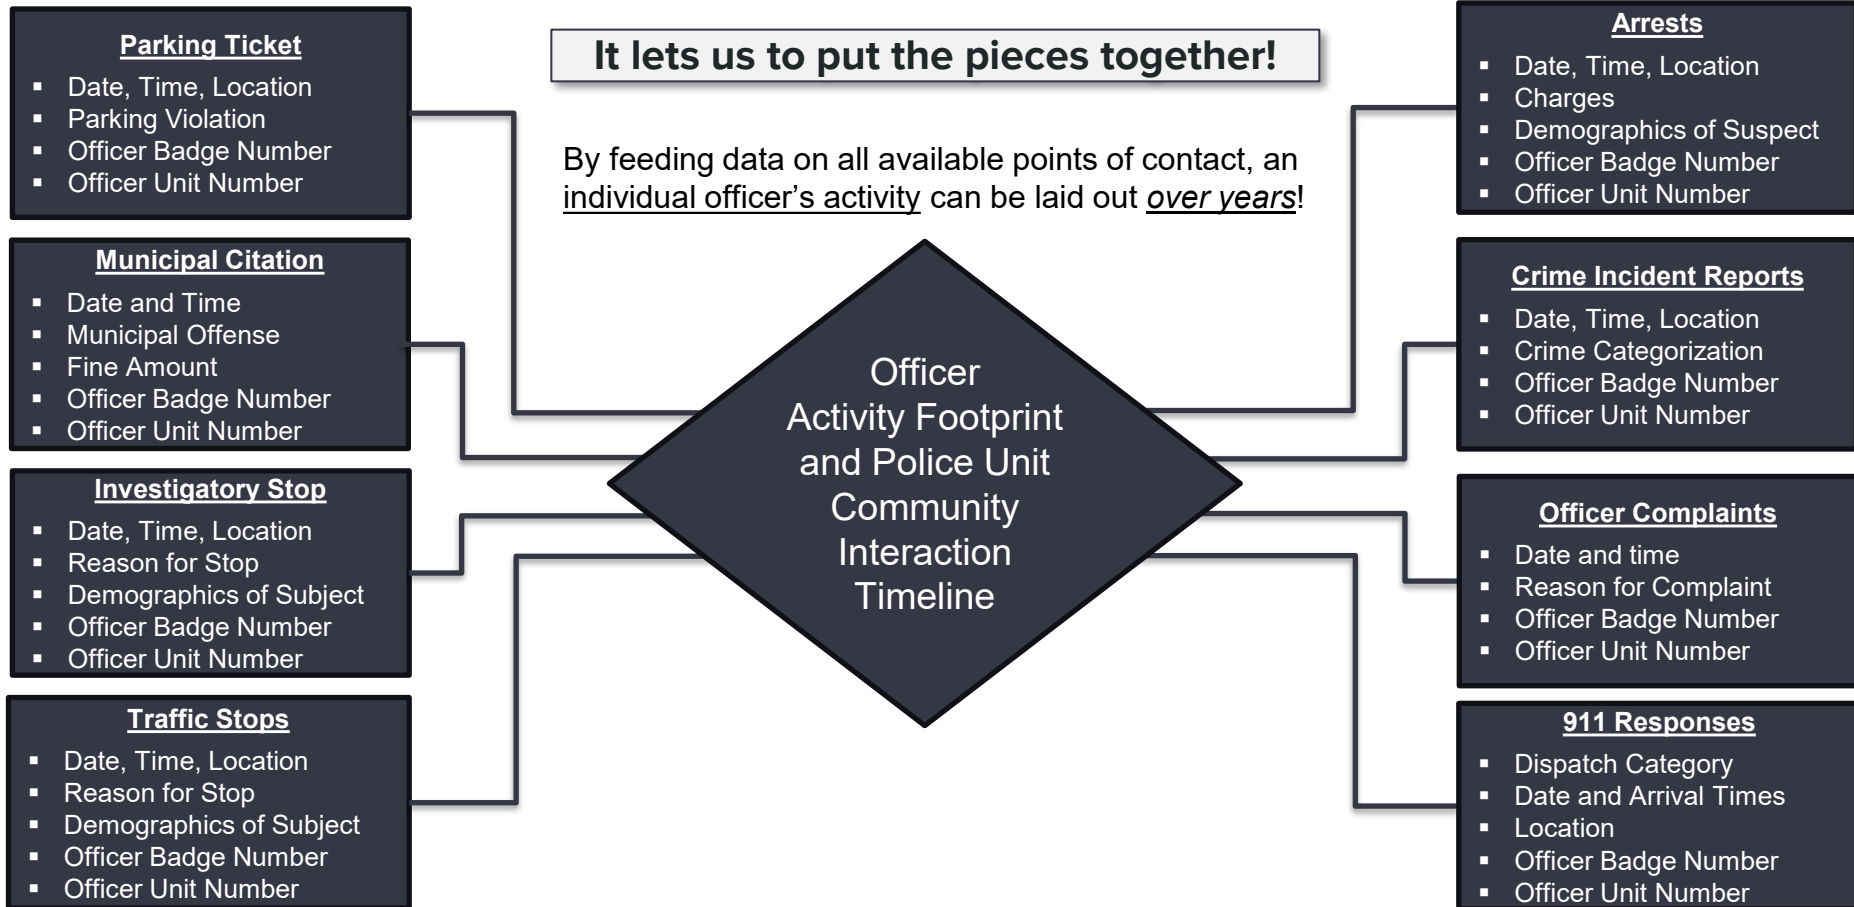 It lets us to put the pieces together!
By feeding data on all available points of contact, an
individual officer’s activity can be laid out over years!
Parking Ticket
▪ Date, Time, Location
▪ Parking Violation
▪ Officer Badge Number
▪ Officer Unit Number
Municipal Citation
▪ Date and Time
▪ Municipal Offense
▪ Fine Amount
▪ Officer Badge Number
▪ Officer Unit Number
Investigatory Stop
▪ Date, Time, Location
▪ Reason for Stop
▪ Demographics of Subject
▪ Officer Badge Number
▪ Officer Unit Number
Traffic Stops
▪ Date, Time, Location
▪ Reason for Stop
▪ Demographics of Subject
▪ Officer Badge Number
▪ Officer Unit Number
Officer
Activity Footprint
and Police Unit
Community
Interaction
Timeline
Arrests
▪ Date, Time, Location
▪ Charges
▪ Demographics of Suspect
▪ Officer Badge Number
▪ Officer Unit Number
Crime Incident Reports
▪ Date, Time, Location
▪ Crime Categorization
▪ Officer Badge Number
▪ Officer Unit Number
Officer Complaints
▪ Date and time
▪ Reason for Complaint
▪ Officer Badge Number
▪ Officer Unit Number
911 Responses
▪ Dispatch Category
▪ Date and Arrival Times
▪ Location
▪ Officer Badge Number
▪ Officer Unit Number